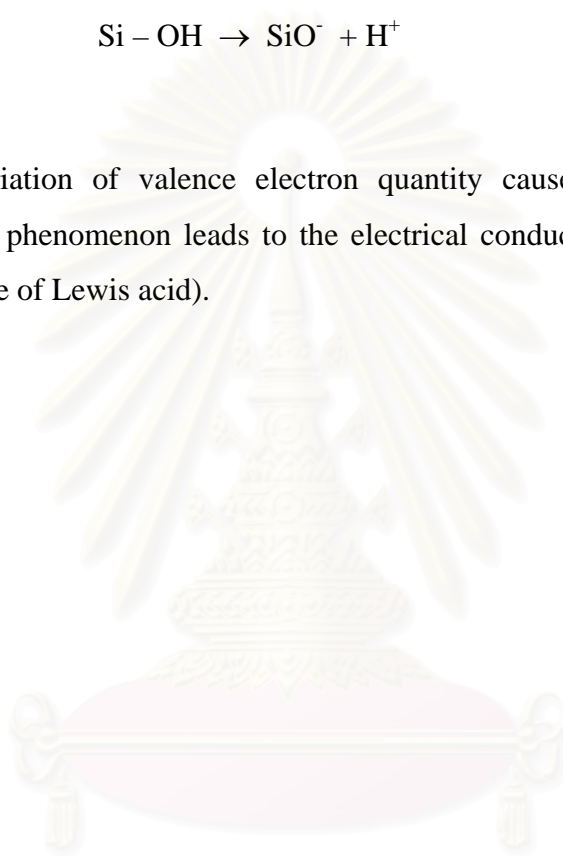 Si – OH → SiO⁻ + H⁺
iation of valence electron quantity cause
phenomenon leads to the electrical conduc
e of Lewis acid).